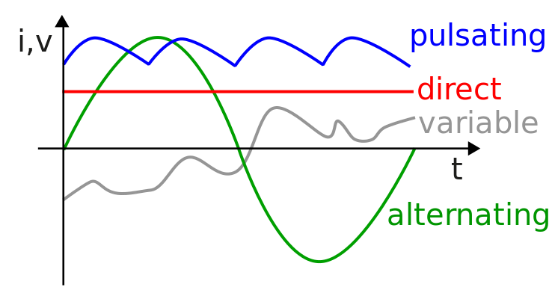 i,v
pulsating
direct
variable
t
alternating